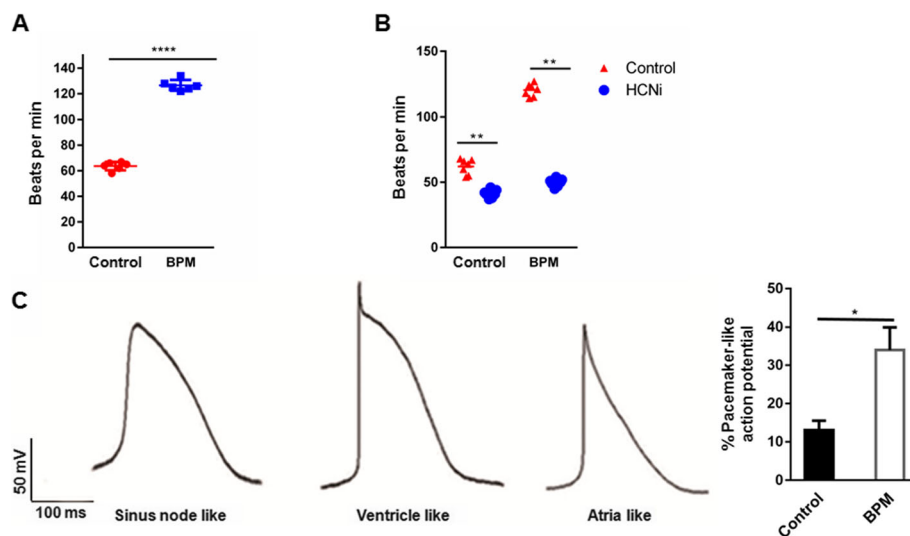 A
****
Beats per min
140
120
100
80
60
40
20
0
Control
BPM
B
**
**
Beats per min
150
100
50
0
Control
BPM
Control
HCNi
C
50 mV
100 ms
Sinus node like
Ventricle like
Atria like
*
% Pacemaker-like
action potential
50
40
30
20
10
0
Control
BPM